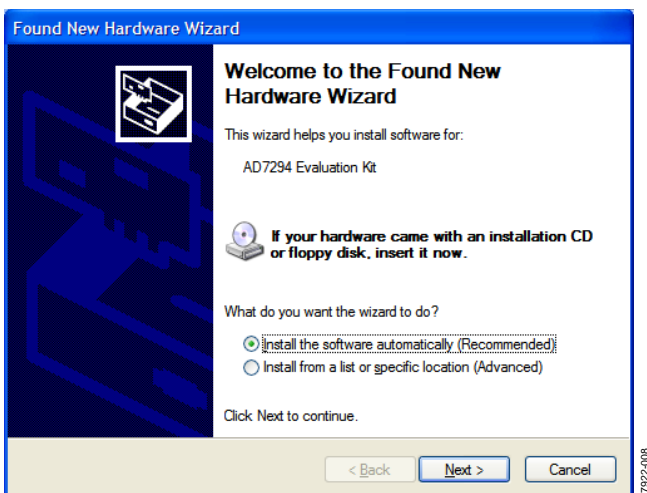 Found New Hardware Wizard
Welcome to the Found New
Hardware Wizard
This wizard helps you install software for:
AD7294 Evaluation Kit
If your hardware came with an installation CD
or floppy disk, insert it now.
What do you want the wizard to do?
Install the software automatically (Recommended)
Install from a list or specific location (Advanced)
Click Next to continue.
< Back
Next >
Cancel
7922-008